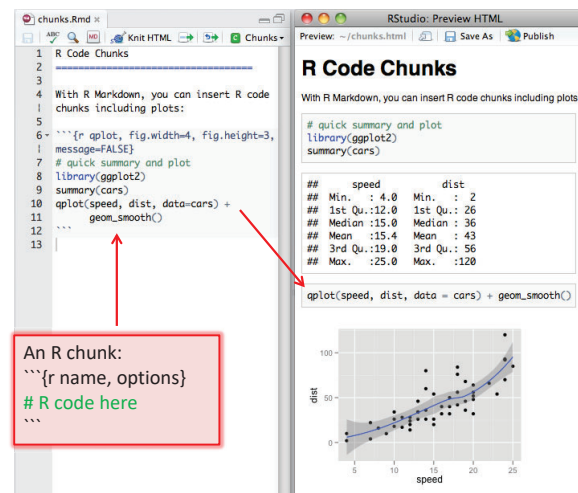 chunks.Rmd ×
ABC MD Knit HTML Chunks
1 R Code Chunks
2 ===================================
3
4 With R Markdown, you can insert R code
chunks including plots:
5
6 ```{r qplot, fig.width=4, fig.height=3,
message=FALSE}
7 # quick summary and plot
8 library(ggplot2)
9 summary(cars)
10 qplot(speed, dist, data=cars) +
11 geom_smooth()
12 ```
13
An R chunk:
```{r name, options}
# R code here
```
RStudio: Preview HTML
Preview: ~/chunks.html Save As Publish
R Code Chunks
With R Markdown, you can insert R code chunks including plots
# quick summary and plot
library(ggplot2)
summary(cars)
## speed dist
## Min. : 4.0 Min. : 2
## 1st Qu.:12.0 1st Qu.: 26
## Median :15.0 Median : 36
## Mean :15.4 Mean : 43
## 3rd Qu.:19.0 3rd Qu.: 56
## Max. :25.0 Max. :120
qplot(speed, dist, data = cars) + geom_smooth()
100
50
0
dist
5 10 15 20 25
speed